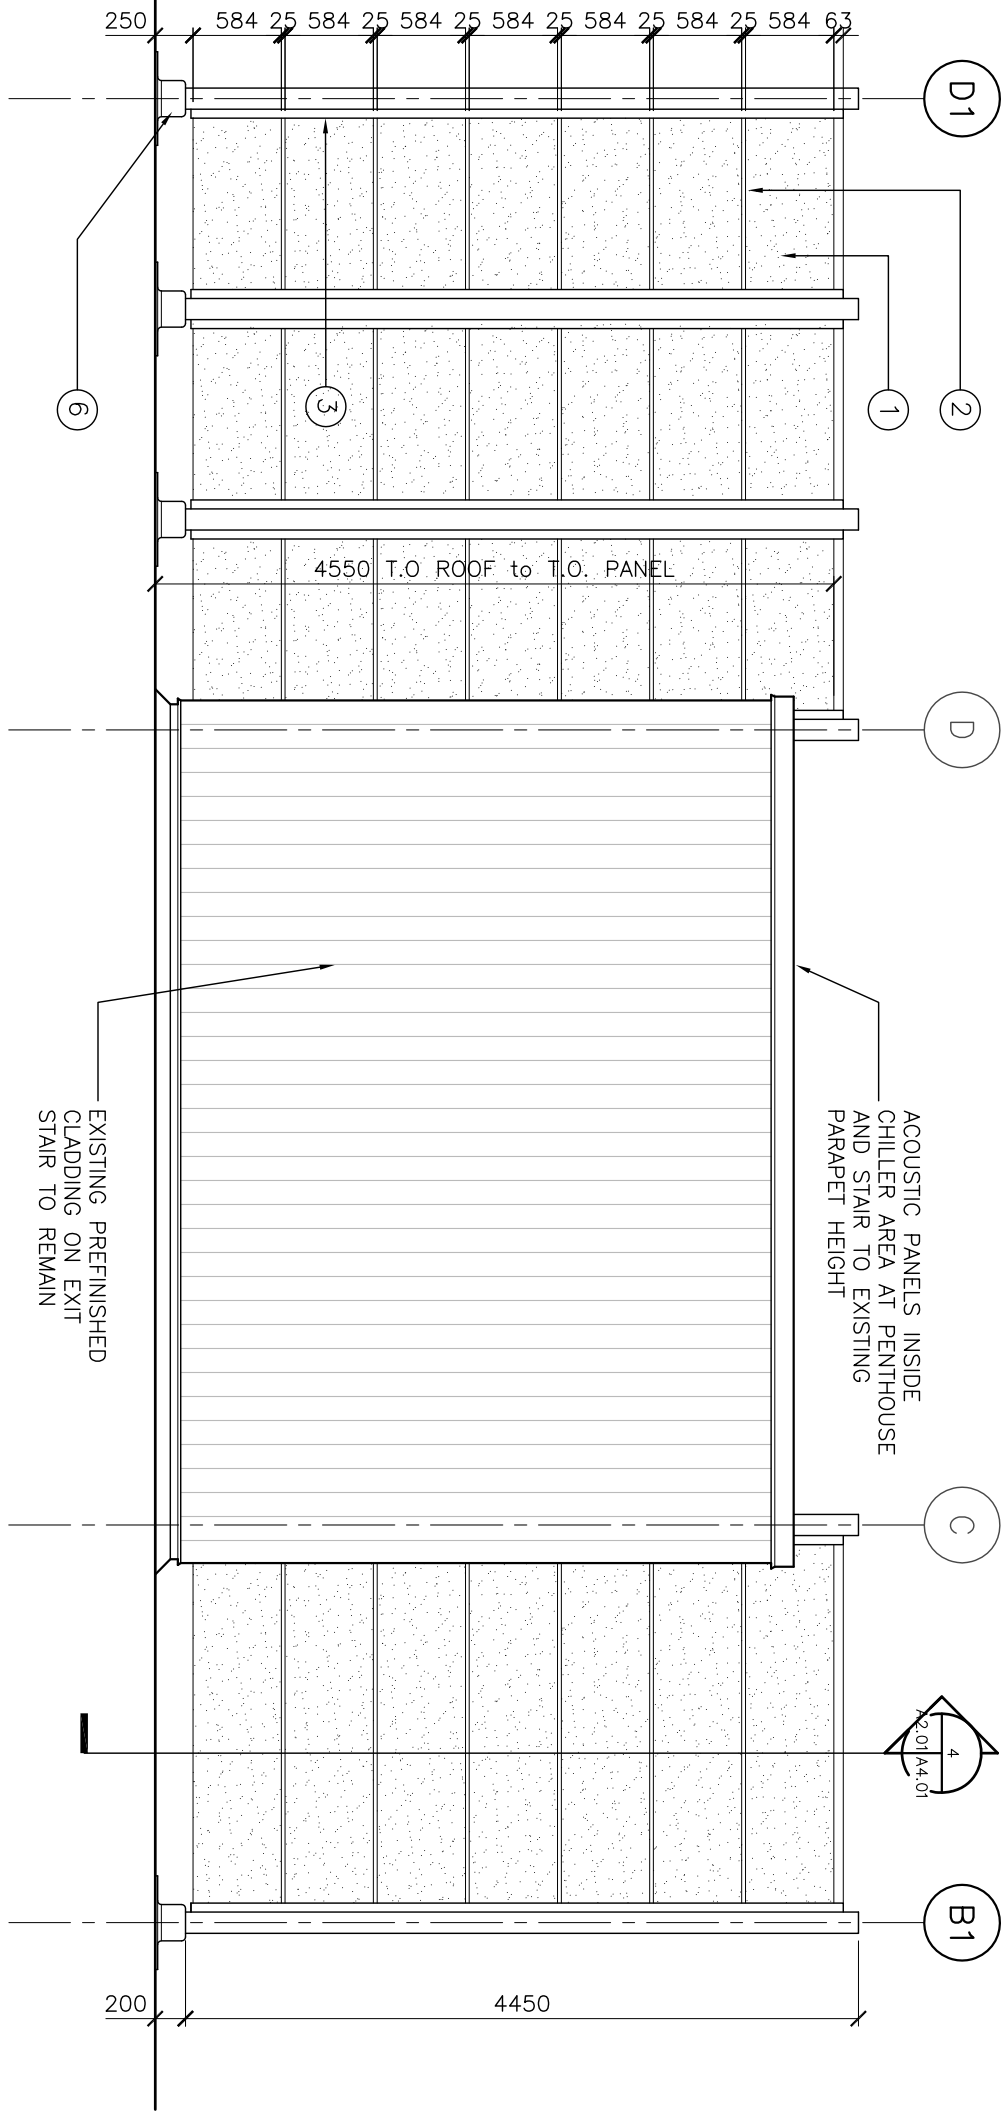 250 584 25 584 25 584 25 584 25 584 25 584 25 584 63
D1
2
1
3
6
4550 T.O ROOF to T.O. PANEL
D
ACOUSTIC PANELS INSIDE
CHILLER AREA AT PENTHOUSE
AND STAIR TO EXISTING
PARAPET HEIGHT
EXISTING PREFINISHED
CLADDING ON EXIT
STAIR TO REMAIN
C
4
A2.01 A4.01
B1
200 4450